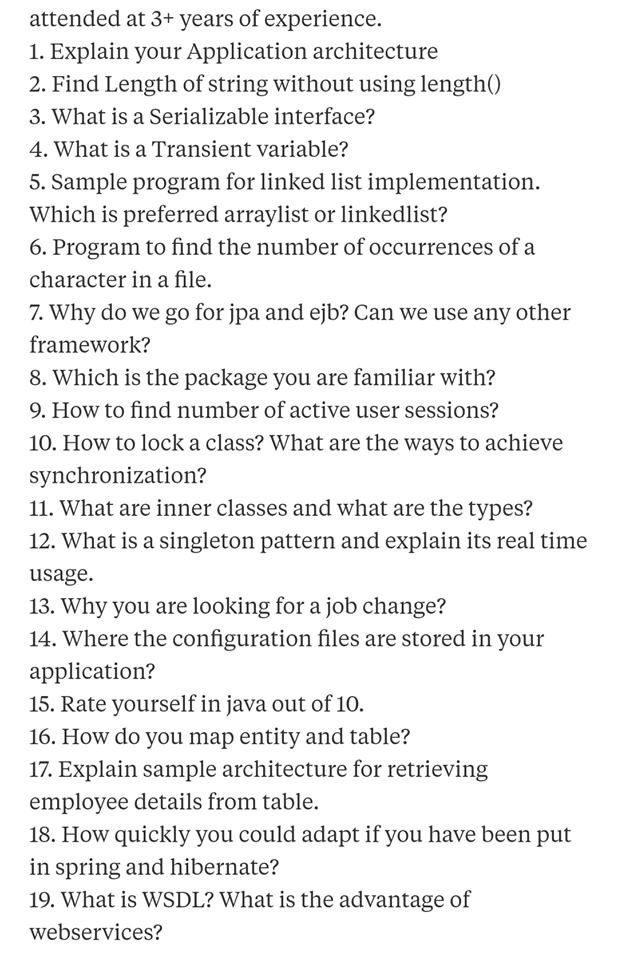 attended at 3+ years of experience.
1. Explain your Application architecture
2. Find Length of string without using length()
3. What is a Serializable interface?
4. What is a Transient variable?
5. Sample program for linked list implementation.
Which is preferred arraylist or linkedlist?
6. Program to find the number of occurrences of a
character in a file.
7. Why do we go for jpa and ejb? Can we use any other
framework?
8. Which is the package you are familiar with?
9. How to find number of active user sessions?
10. How to lock a class? What are the ways to achieve
synchronization?
11. What are inner classes and what are the types?
12. What is a singleton pattern and explain its real time
usage.
13. Why you are looking for a job change?
14. Where the configuration files are stored in your
application?
15. Rate yourself in java out of 10.
16. How do you map entity and table?
17. Explain sample architecture for retrieving
employee details from table.
18. How quickly you could adapt if you have been put
in spring and hibernate?
19. What is WSDL? What is the advantage of
webservices?